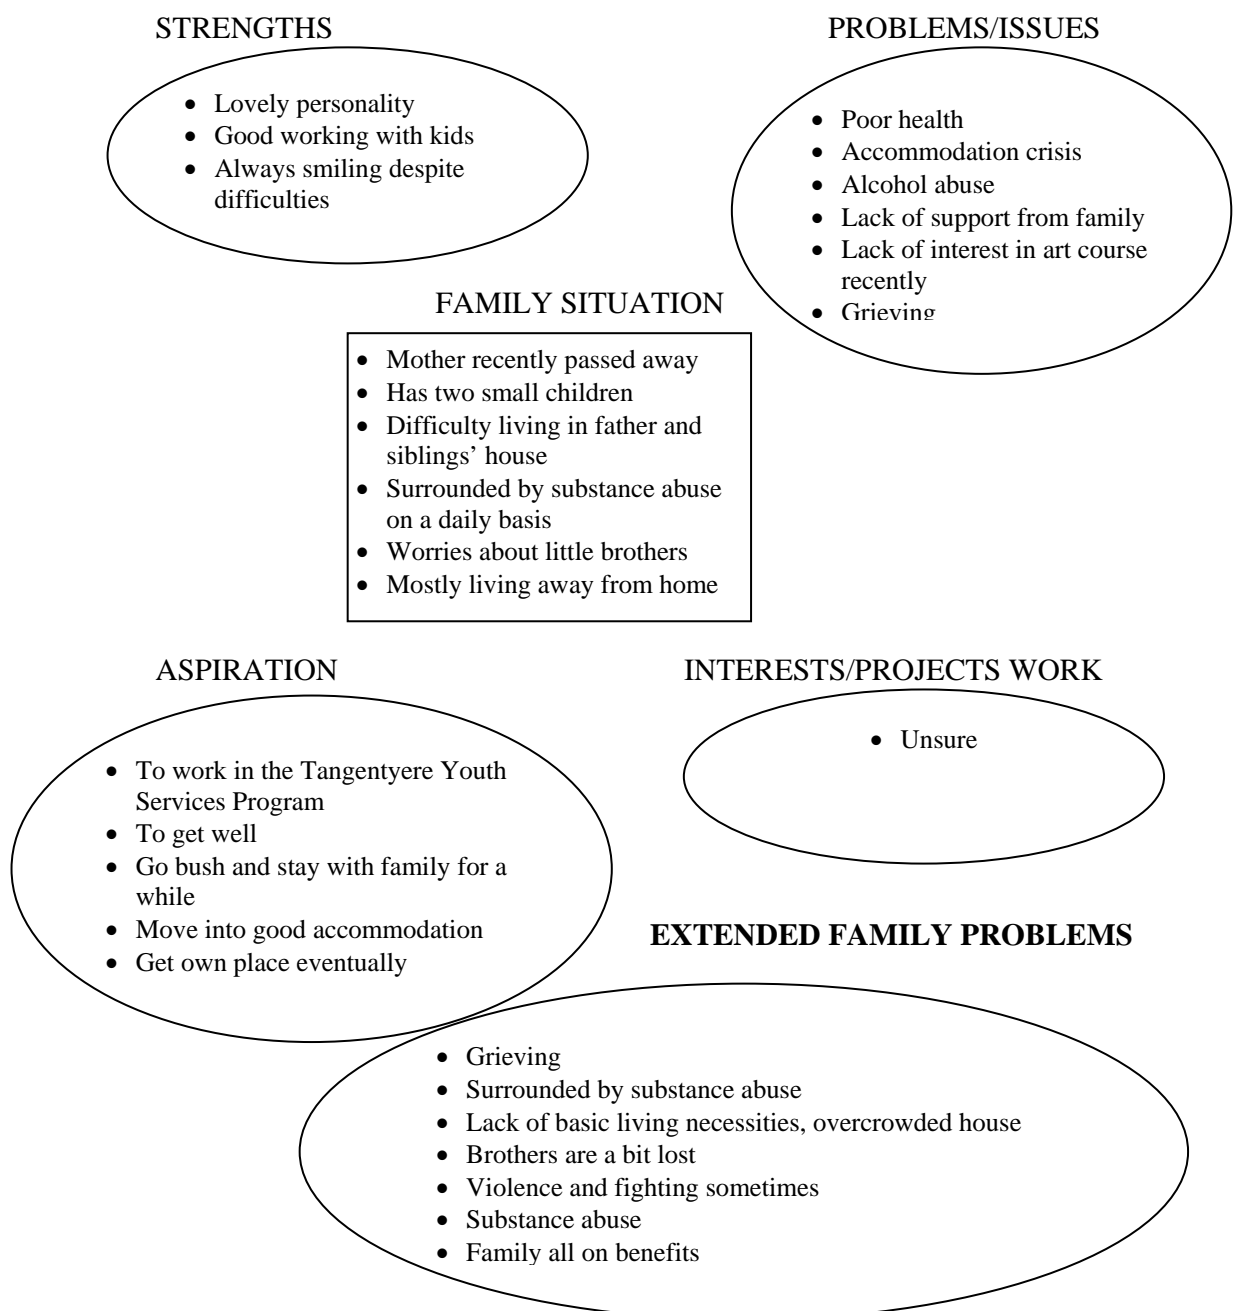 STRENGTHS
• Lovely personality
• Good working with kids
• Always smiling despite
difficulties
PROBLEMS/ISSUES
• Poor health
• Accommodation crisis
• Alcohol abuse
• Lack of support from family
• Lack of interest in art course
recently
• Grieving
FAMILY SITUATION
• Mother recently passed away
• Has two small children
• Difficulty living in father and
siblings’ house
• Surrounded by substance abuse
on a daily basis
• Worries about little brothers
• Mostly living away from home
ASPIRATION
• To work in the Tangentyere Youth
Services Program
• To get well
• Go bush and stay with family for a
while
• Move into good accommodation
• Get own place eventually
INTERESTS/PROJECTS WORK
• Unsure
EXTENDED FAMILY PROBLEMS
• Grieving
• Surrounded by substance abuse
• Lack of basic living necessities, overcrowded house
• Brothers are a bit lost
• Violence and fighting sometimes
• Substance abuse
• Family all on benefits